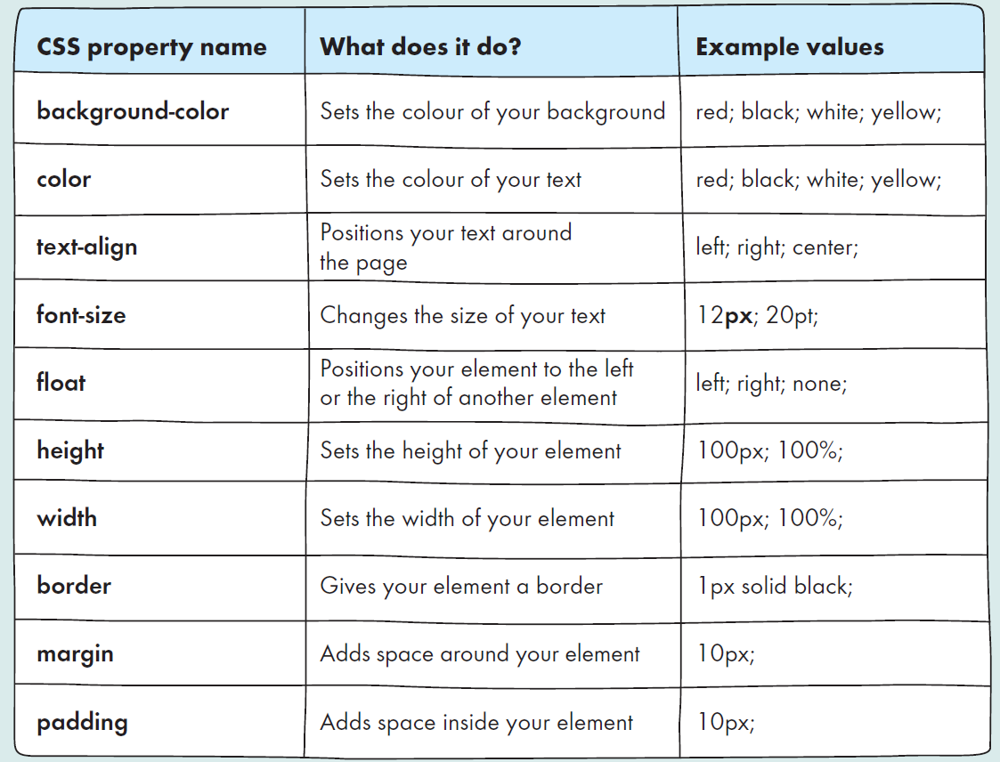 CSS property name What does it do? Example values
background-color Sets the colour of your background red; black; white; yellow;
color Sets the colour of your text red; black; white; yellow;
text-align Positions your text around
the page left; right; center;
font-size Changes the size of your text 12px; 20pt;
float Positions your element to the left
or the right of another element left; right; none;
height Sets the height of your element 100px; 100%;
width Sets the width of your element 100px; 100%;
border Gives your element a border 1px solid black;
margin Adds space around your element 10px;
padding Adds space inside your element 10px;